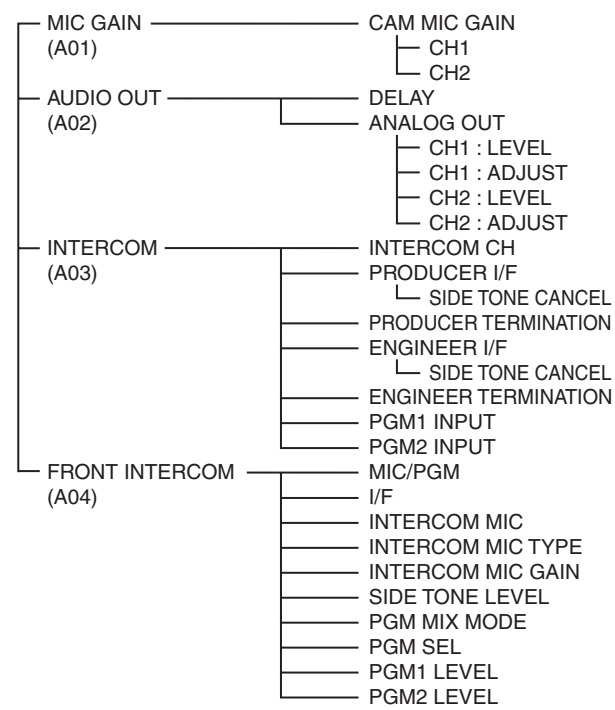 MIC GAIN CAM MIC GAIN
(A01) CH1
CH2
AUDIO OUT DELAY
(A02) ANALOG OUT
CH1 : LEVEL
CH1 : ADJUST
CH2 : LEVEL
CH2 : ADJUST
INTERCOM INTERCOM CH
(A03) PRODUCER I/F
SIDE TONE CANCEL
PRODUCER TERMINATION
ENGINEER I/F
SIDE TONE CANCEL
ENGINEER TERMINATION
PGM1 INPUT
PGM2 INPUT
FRONT INTERCOM MIC/PGM
(A04) I/F
INTERCOM MIC
INTERCOM MIC TYPE
INTERCOM MIC GAIN
SIDE TONE LEVEL
PGM MIX MODE
PGM SEL
PGM1 LEVEL
PGM2 LEVEL